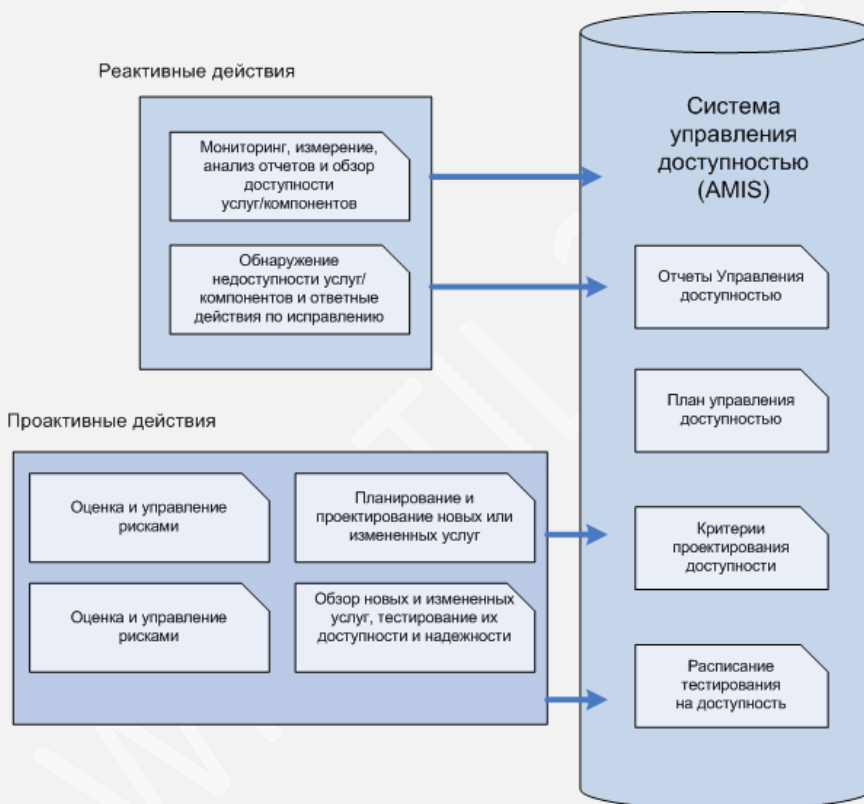 Реактивные действия
Мониторинг, измерение,
анализ отчетов и обзор
доступности
услуг/компонентов
Обнаружение
недоступности услуг/
компонентов и ответные
действия по исправлению
Система
управления
доступностью
(AMIS)
Отчеты Управления
доступностью
План управления
доступностью
Критерии
проектирования
доступности
Расписание
тестирования
на доступность
Проактивные действия
Оценка и управление
рисками
Планирование и
проектирование новых или
измененных услуг
Оценка и управление
рисками
Обзор новых и измененных
услуг, тестирование их
доступности и надежности